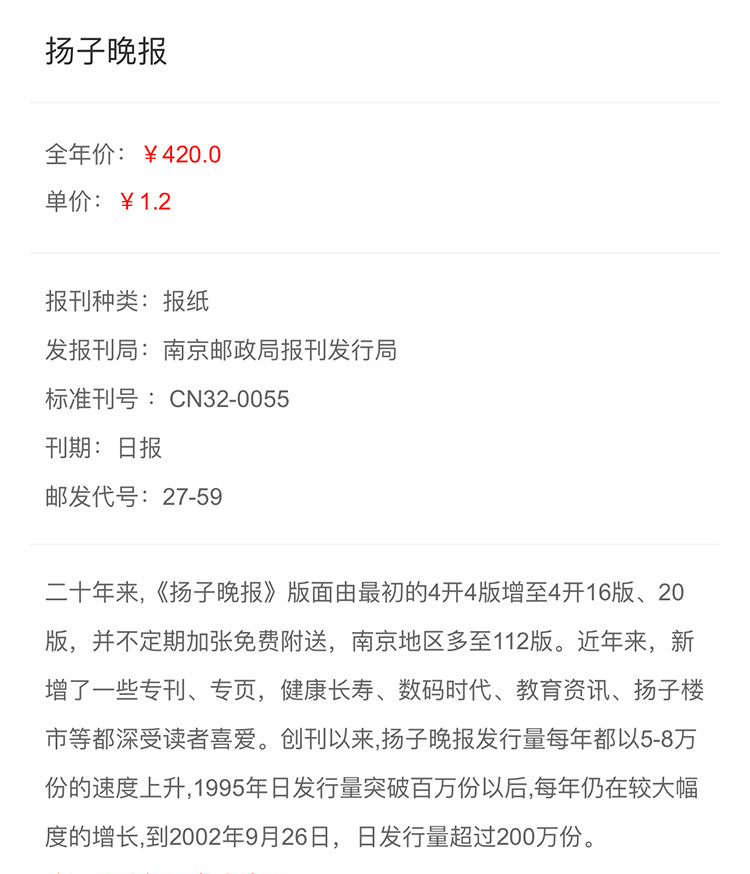 扬子晚报
全年价：￥420.0
单价：￥1.2
报刊种类：报纸
发报刊局：南京邮政局报刊发行局
标准刊号 ：CN32-0055
刊期：日报
邮发代号：27-59
二十年来,《扬子晚报》版面由最初的4开4版增至4开16版、20
版，并不定期加张免费附送，南京地区多至112版。近年来，新
增了一些专刊、专页，健康长寿、数码时代、教育资讯、扬子楼
市等都深受读者喜爱。创刊以来,扬子晚报发行量每年都以5-8万
份的速度上升,1995年日发行量突破百万份以后,每年仍在较大幅
度的增长,到2002年9月26日，日发行量超过200万份。